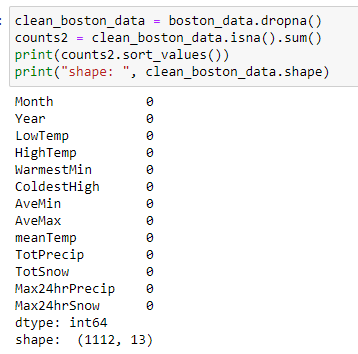 : clean_boston_data = boston_data.dropna()
counts2 = clean_boston_data.isna().sum()
print(counts2.sort_values())
print("shape: ", clean_boston_data.shape)
Month 0
Year 0
LowTemp 0
HighTemp 0
WarmestMin 0
ColdestHigh 0
AveMin 0
AveMax 0
meanTemp 0
TotPrecip 0
TotSnow 0
Max24hrPrecip 0
Max24hrSnow 0
dtype: int64
shape:  (1112, 13)